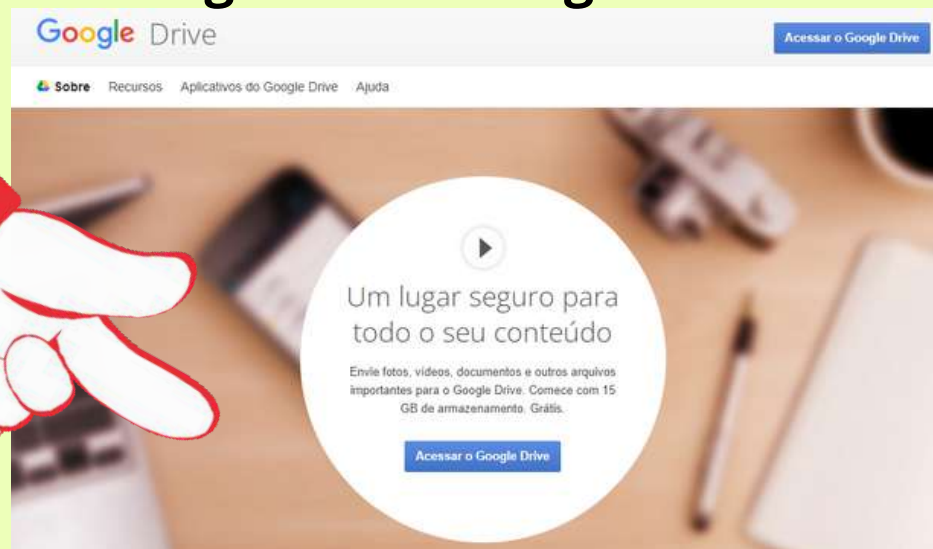 Google Drive
Acessar o Google Drive
Sobre Recursos Aplicativos do Google Drive Ajuda
Um lugar seguro para
todo o seu conteúdo
Envie fotos, vídeos, documentos e outros arquivos
importantes para o Google Drive. Comece com 15
GB de armazenamento. Grátis.
Acessar o Google Drive